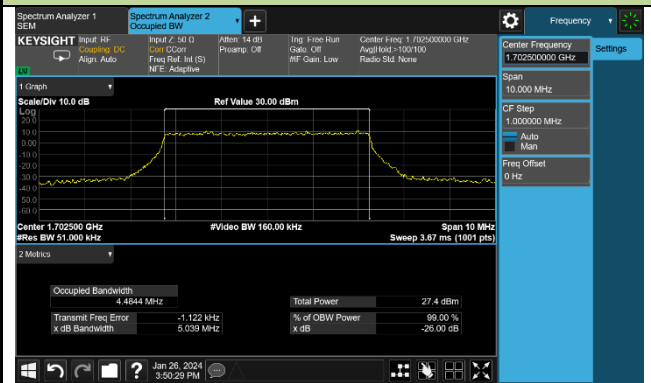 Spectrum Analyzer 1
SEM
Spectrum Analyzer 2
Occupied BW
Frequency
KEYSIGHT
Input: RF
Coupling: DC
Align: Auto
Input Z: 50 Ω
Corr CCorr
Freq Ref: Int (S)
NFE: Adaptive
Atten: 14 dB
Preamp: Off
Trig: Free Run
Gate: Off
#IF Gain: Low
Center Freq: 1.702500000 GHz
Avg|Hold:>100/100
Radio Std: None
Center Frequency
1.702500000 GHz
Settings
Span
10.000 MHz
CF Step
1.000000 MHz
Auto
Man
Freq Offset
0 Hz
1 Graph
Scale/Div 10.0 dB
Ref Value 30.00 dBm
Log
20.0
10.0
0.00
-10.0
-20.0
-30.0
-40.0
-50.0
-60.0
Center 1.702500 GHz
#Video BW 160.00 kHz
Span 10 MHz
#Res BW 51.000 kHz
Sweep 3.67 ms (1001 pts)
2 Metrics
Occupied Bandwidth
4.4844 MHz
Total Power 27.4 dBm
Transmit Freq Error -1.122 kHz
% of OBW Power 99.00 %
x dB Bandwidth 5.039 MHz
x dB -26.00 dB
Jan 26, 2024
3:50:29 PM